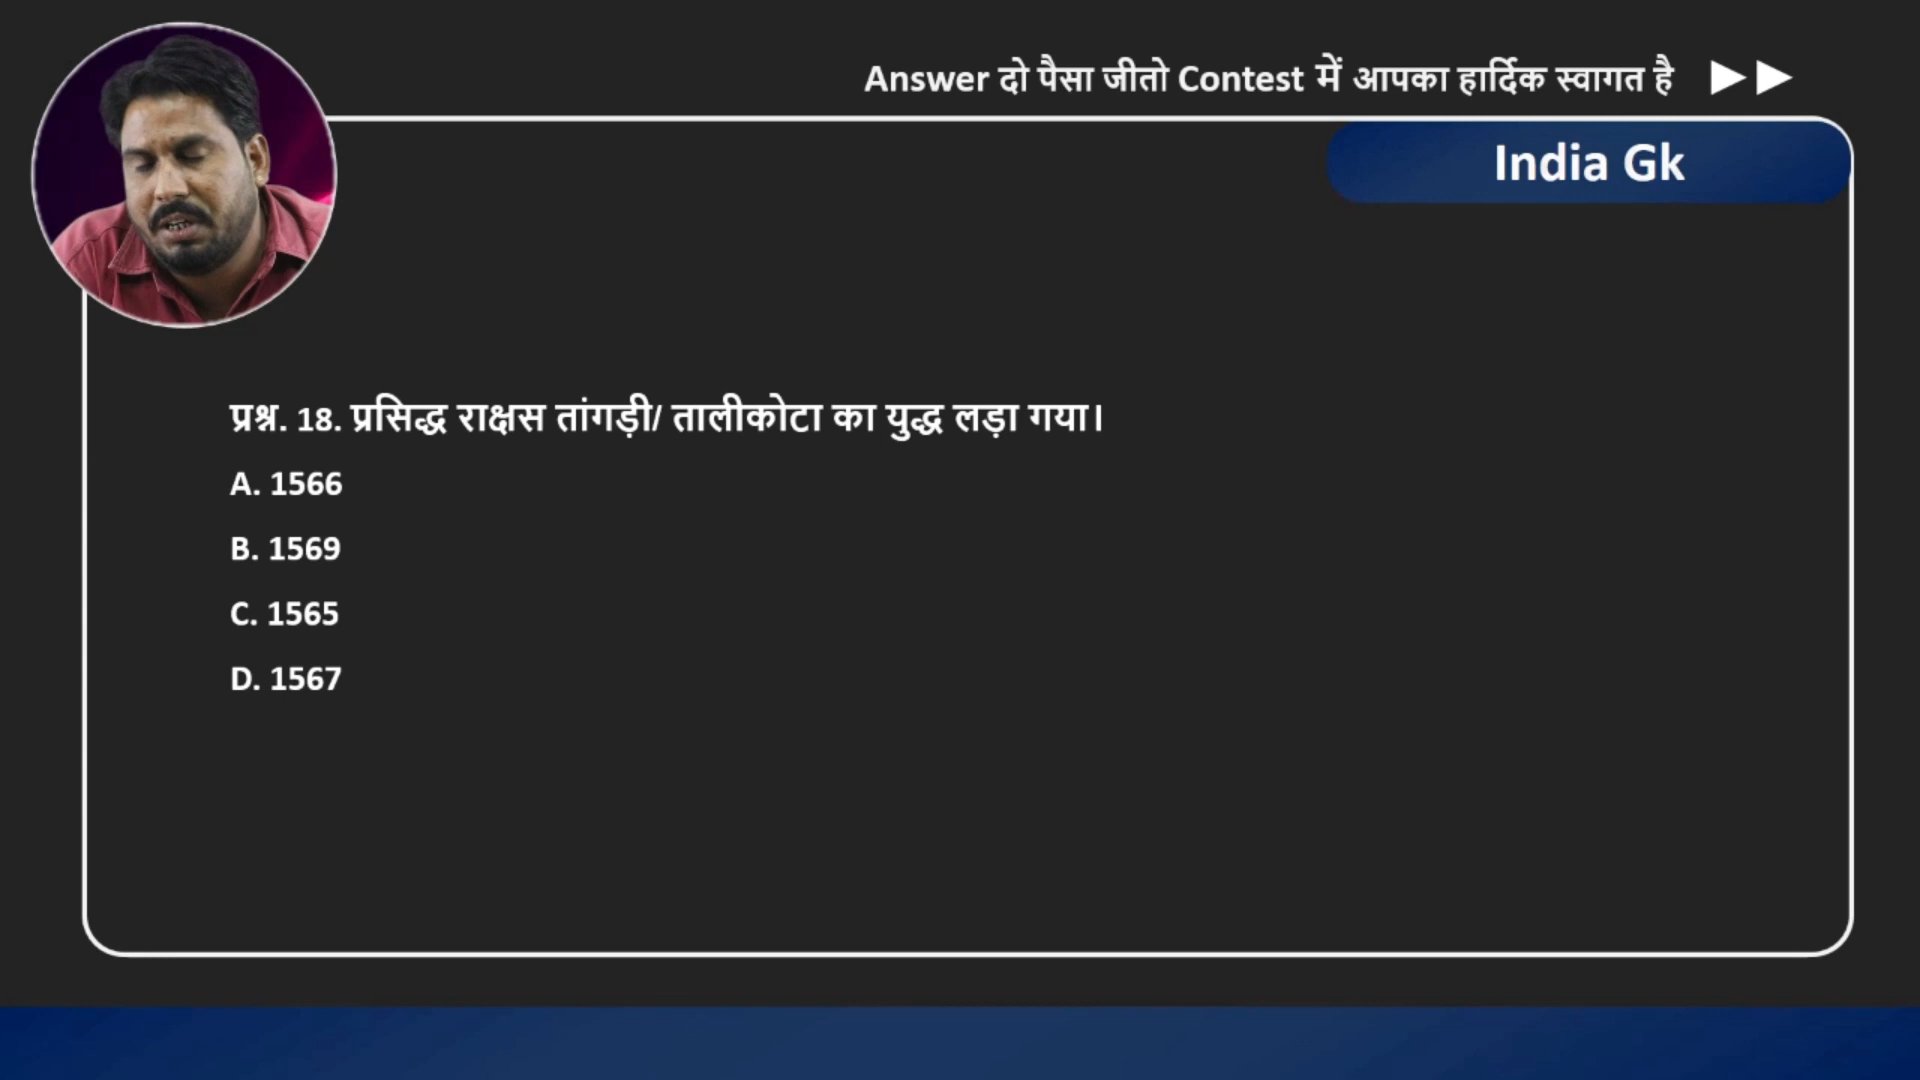 Answer दो पैसा जीतो Contest में आपका हार्दिक स्वागत है
India Gk
प्रश्न. 18. प्रसिद्ध राक्षस तांगड़ी/ तालीकोटा का युद्ध लड़ा गया।
A. 1566
B. 1569
C. 1565
D. 1567